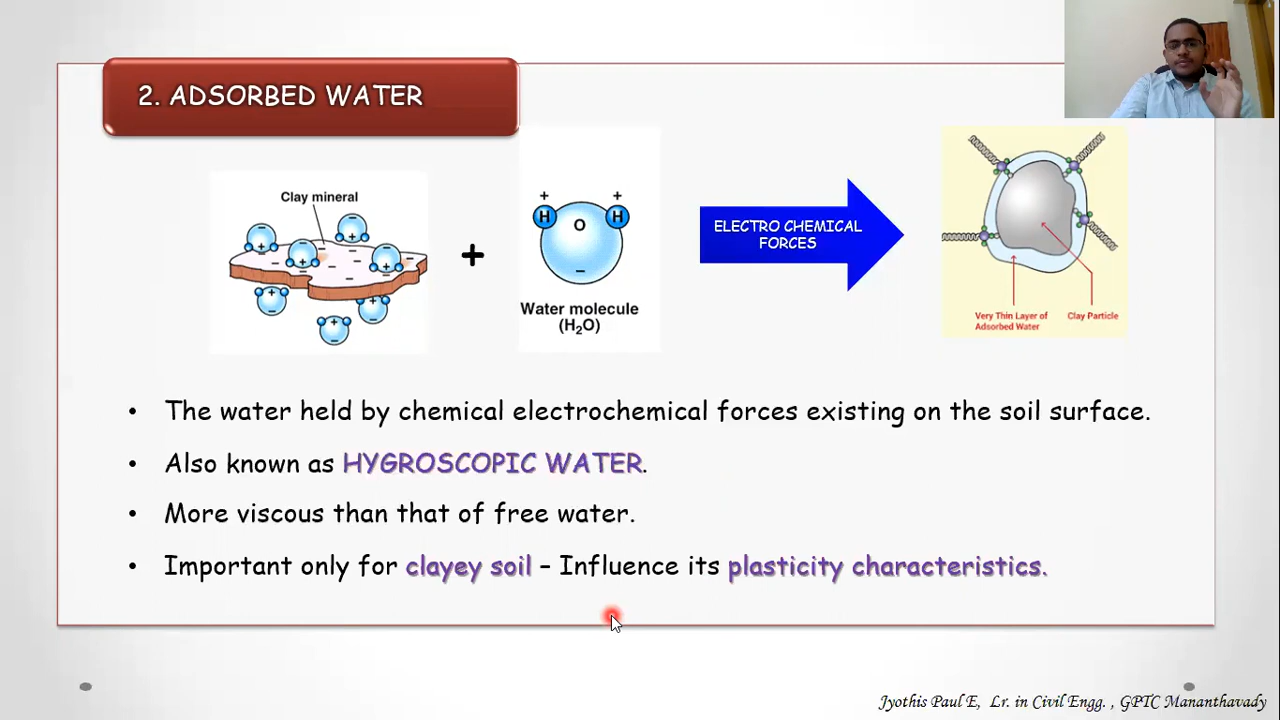 2. ADSORBED WATER
Clay mineral
+
H
O
H
Water molecule
(H₂O)
ELECTRO CHEMICAL
FORCES
Very Thin Layer of
Adsorbed Water
Clay Particle
• The water held by chemical electrochemical forces existing on the soil surface.
• Also known as HYGROSCOPIC WATER.
• More viscous than that of free water.
• Important only for clayey soil – Influence its plasticity characteristics.
Jyothis Paul E, Lr. in Civil Engg. , GPTC Mananthavady